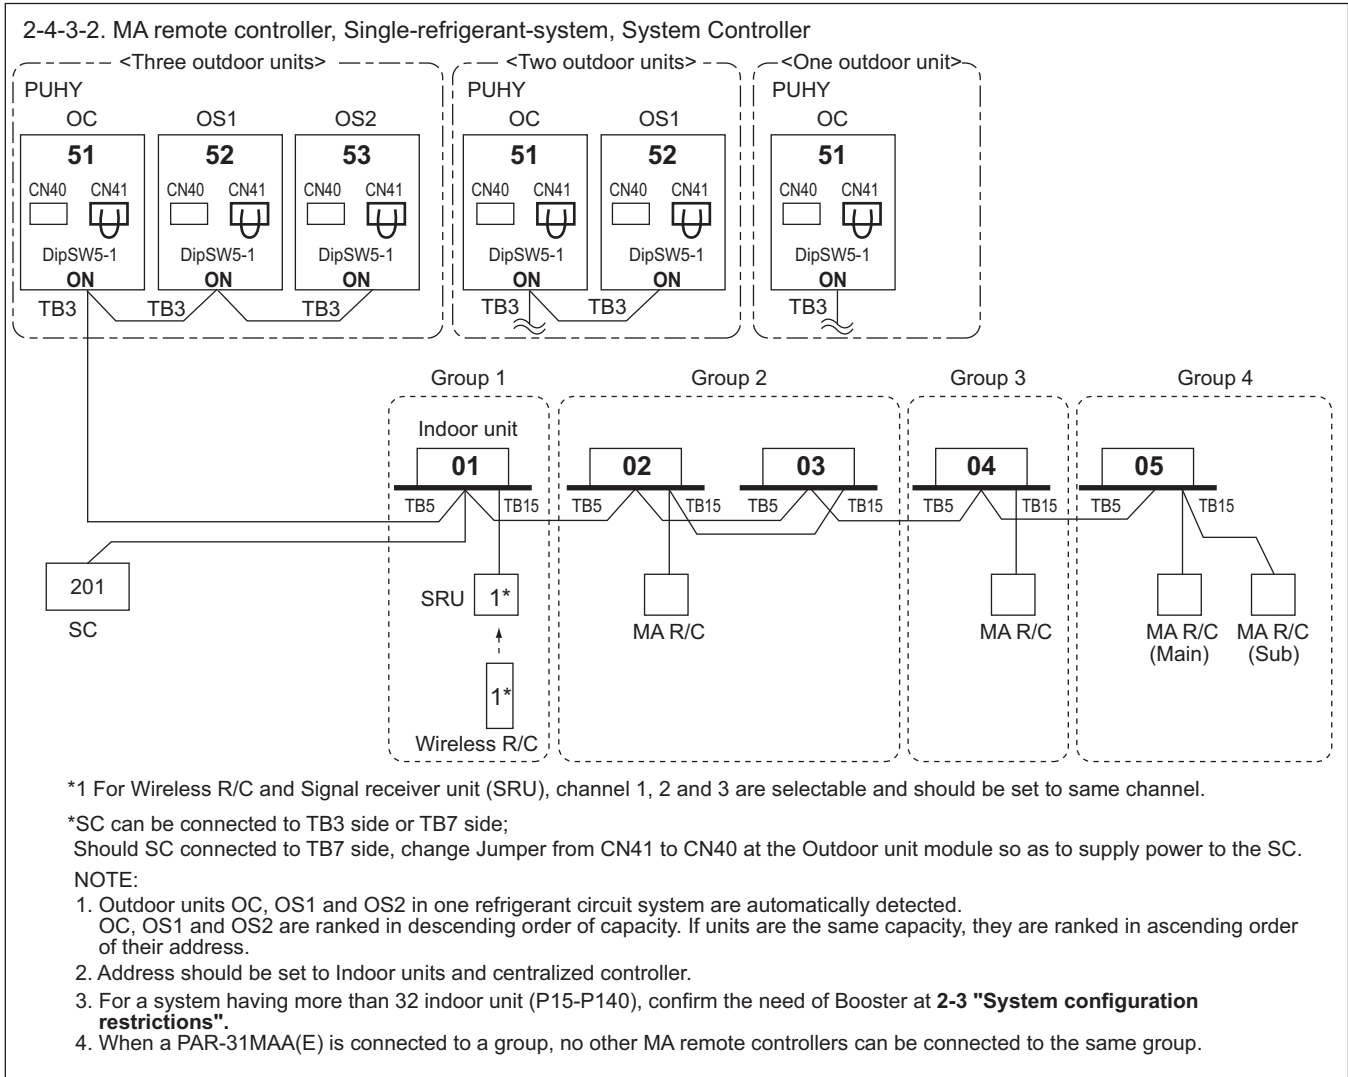 2-4-3-2. MA remote controller, Single-refrigerant-system, System Controller
<Three outdoor units>
<Two outdoor units>
<One outdoor unit>
PUHY
PUHY
PUHY
OC
OS1
OS2
OC
OS1
OC
51
52
53
51
52
51
CN40 CN41
CN40 CN41
CN40 CN41
CN40 CN41
CN40 CN41
CN40 CN41
DipSW5-1
DipSW5-1
DipSW5-1
DipSW5-1
DipSW5-1
DipSW5-1
ON
ON
ON
ON
ON
ON
TB3
TB3
TB3
TB3
TB3
TB3
Group 1
Group 2
Group 3
Group 4
Indoor unit
01
02
03
04
05
TB5
TB15
TB5
TB15
TB5
TB15
TB5
TB15
TB5
TB15
201
SC
SRU
1*
MA R/C
MA R/C
MA R/C
(Main)
MA R/C
(Sub)
1*
Wireless R/C
*1 For Wireless R/C and Signal receiver unit (SRU), channel 1, 2 and 3 are selectable and should be set to same channel.
*SC can be connected to TB3 side or TB7 side;
Should SC connected to TB7 side, change Jumper from CN41 to CN40 at the Outdoor unit module so as to supply power to the SC.
NOTE:
1. Outdoor units OC, OS1 and OS2 in one refrigerant circuit system are automatically detected.
OC, OS1 and OS2 are ranked in descending order of capacity. If units are the same capacity, they are ranked in ascending order
of their address.
2. Address should be set to Indoor units and centralized controller.
3. For a system having more than 32 indoor unit (P15-P140), confirm the need of Booster at 2-3 "System configuration
restrictions".
4. When a PAR-31MAA(E) is connected to a group, no other MA remote controllers can be connected to the same group.